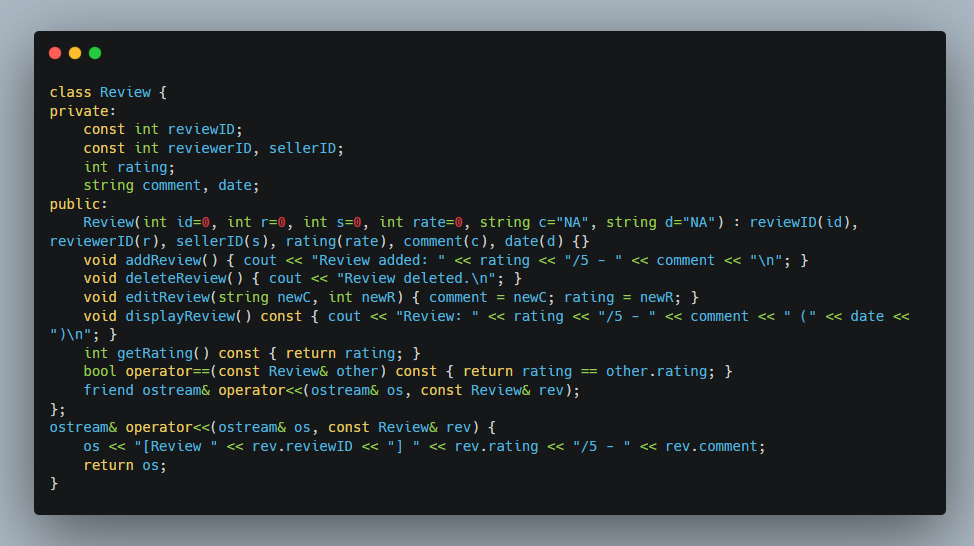 class Review {
private:
    const int reviewID;
    const int reviewerID, sellerID;
    int rating;
    string comment, date;
public:
    Review(int id=0, int r=0, int s=0, int rate=0, string c="NA", string d="NA") : reviewID(id),
reviewerID(r), sellerID(s), rating(rate), comment(c), date(d) {}
    void addReview() { cout << "Review added: " << rating << "/5 - " << comment << "\n"; }
    void deleteReview() { cout << "Review deleted.\n"; }
    void editReview(string newC, int newR) { comment = newC; rating = newR; }
    void displayReview() const { cout << "Review: " << rating << "/5 - " << comment << " (" << date <<
")\n"; }
    int getRating() const { return rating; }
    bool operator==(const Review& other) const { return rating == other.rating; }
    friend ostream& operator<<(ostream& os, const Review& rev);
};
ostream& operator<<(ostream& os, const Review& rev) {
    os << "[Review " << rev.reviewID << "] " << rev.rating << "/5 - " << rev.comment;
    return os;
}